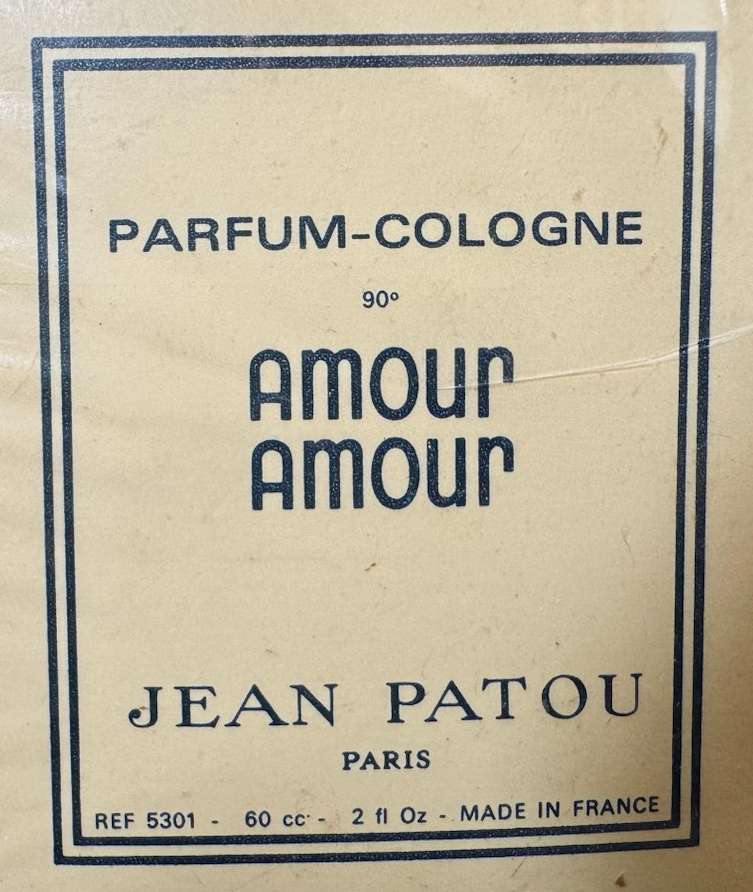 PARFUM-COLOGNE
90°
AMOUR
AMOUR
JEAN PATOU
PARIS
REF 5301 - 60 cc - 2 fl Oz - MADE IN FRANCE